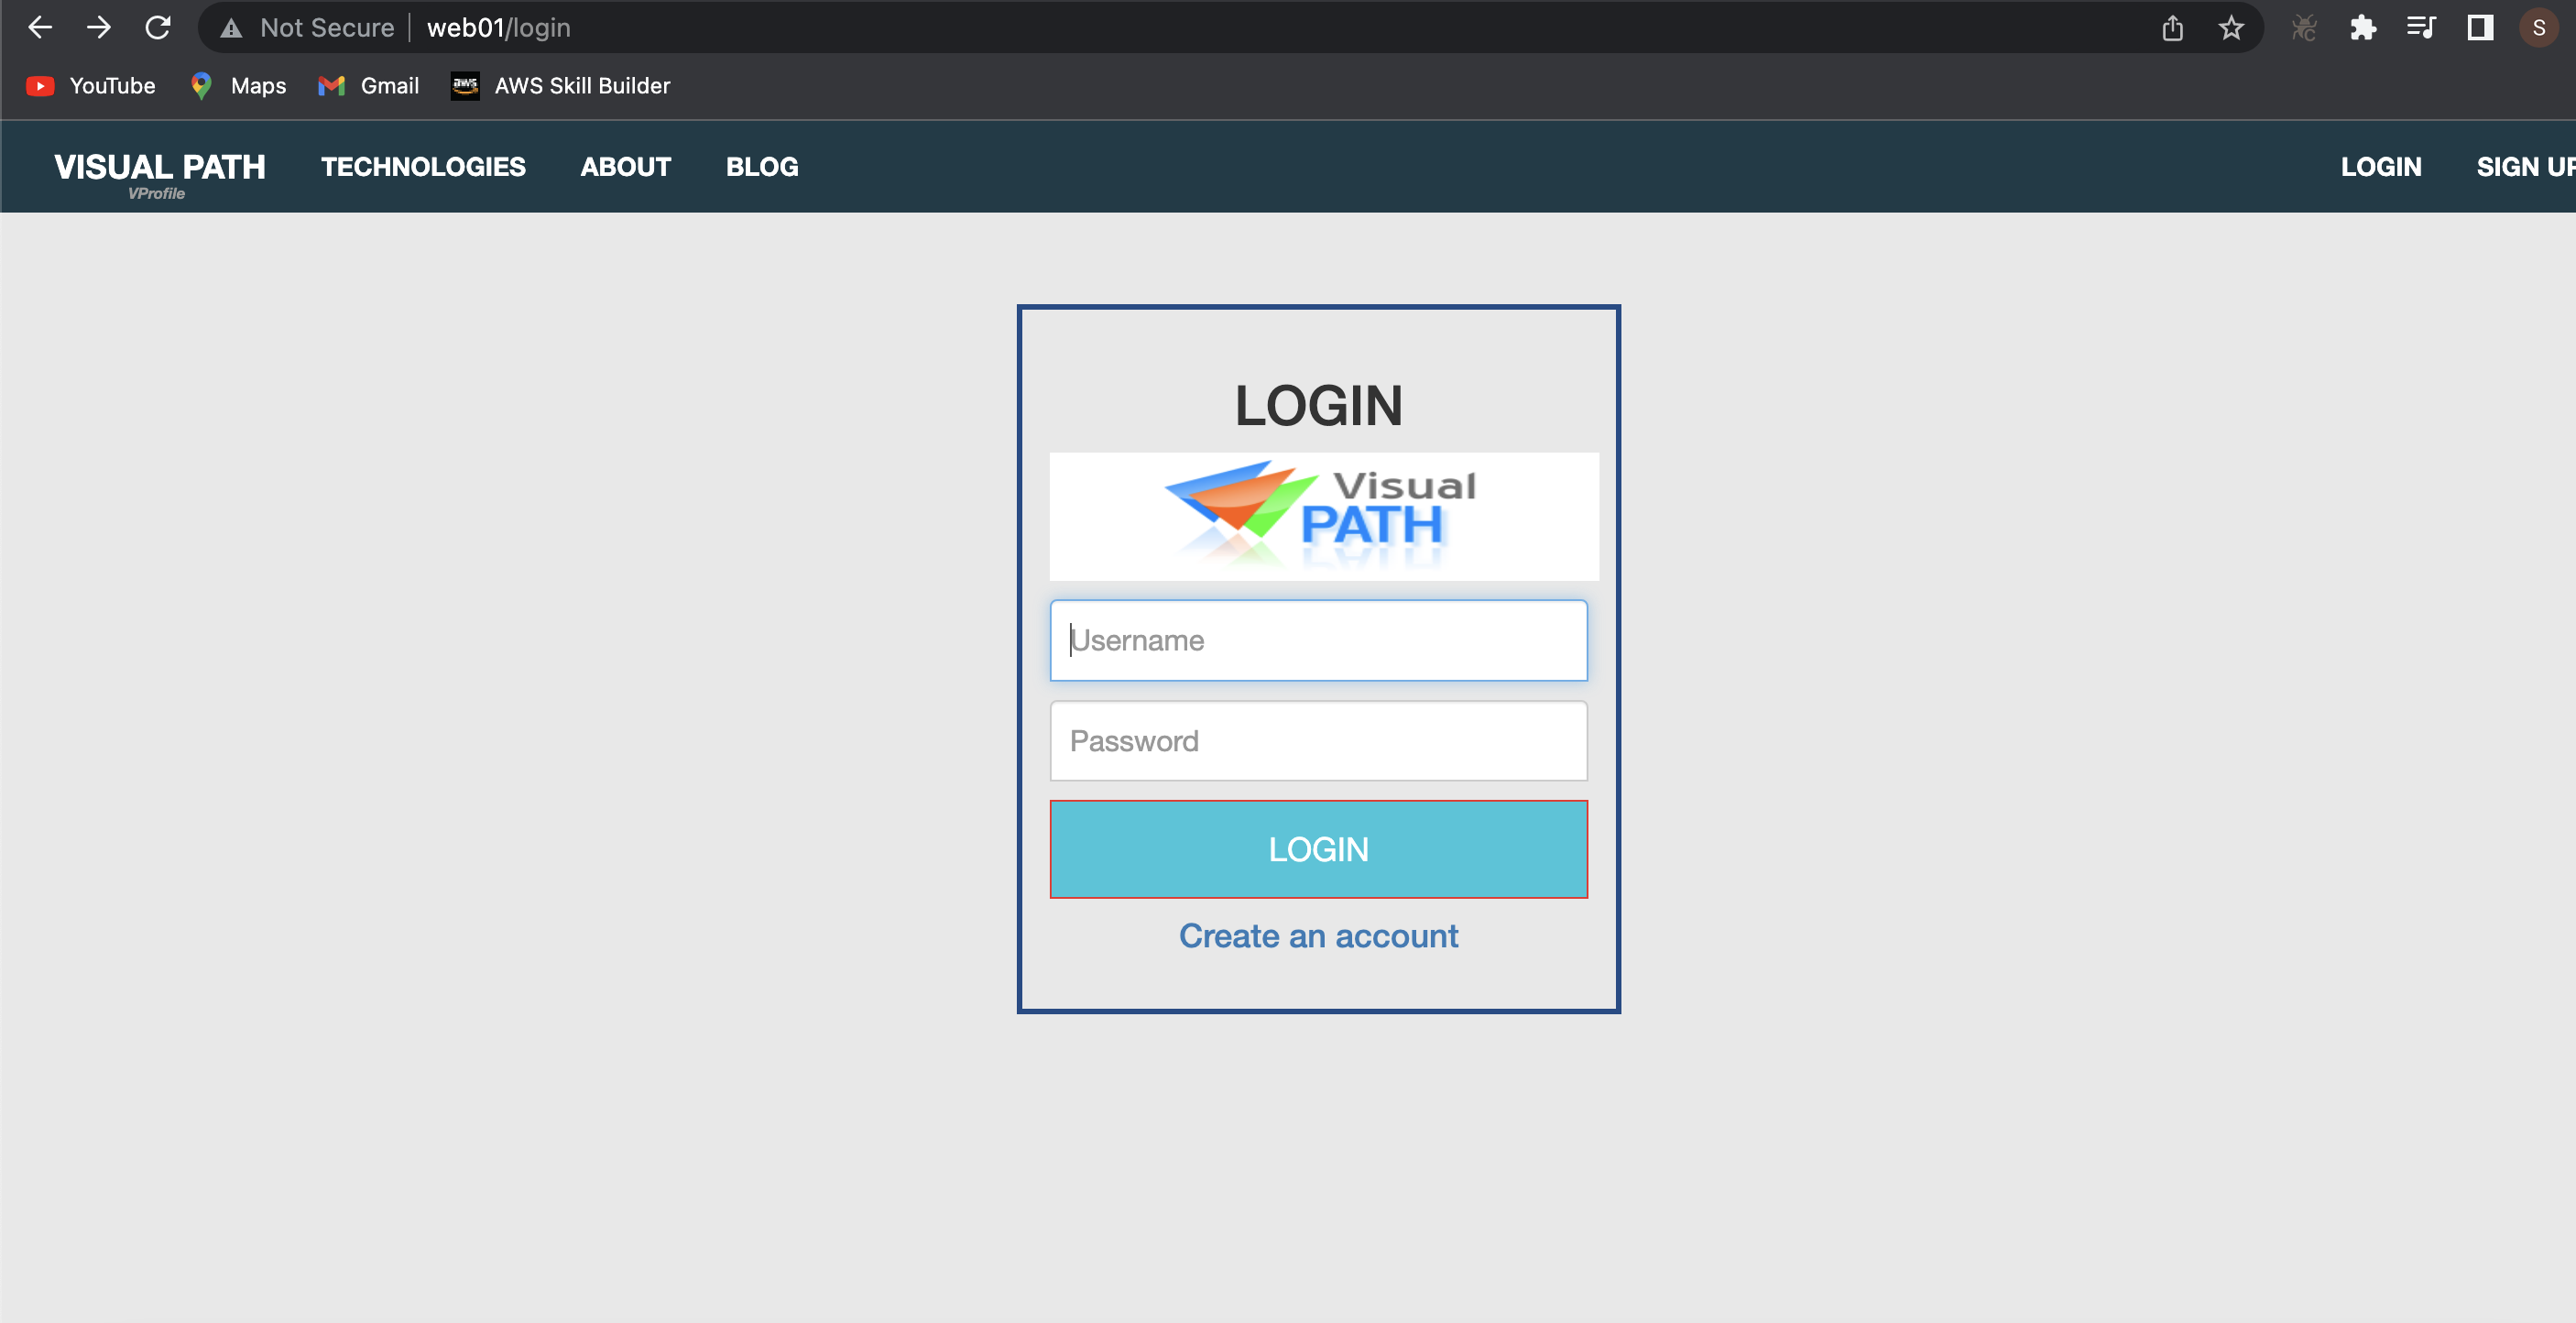 Not Secure web01/login
S
YouTube Maps Gmail aws AWS Skill Builder
VISUAL PATH TECHNOLOGIES ABOUT BLOG LOGIN SIGN UP
VProfile
LOGIN
Visual
PATH
Username
Password
LOGIN
Create an account